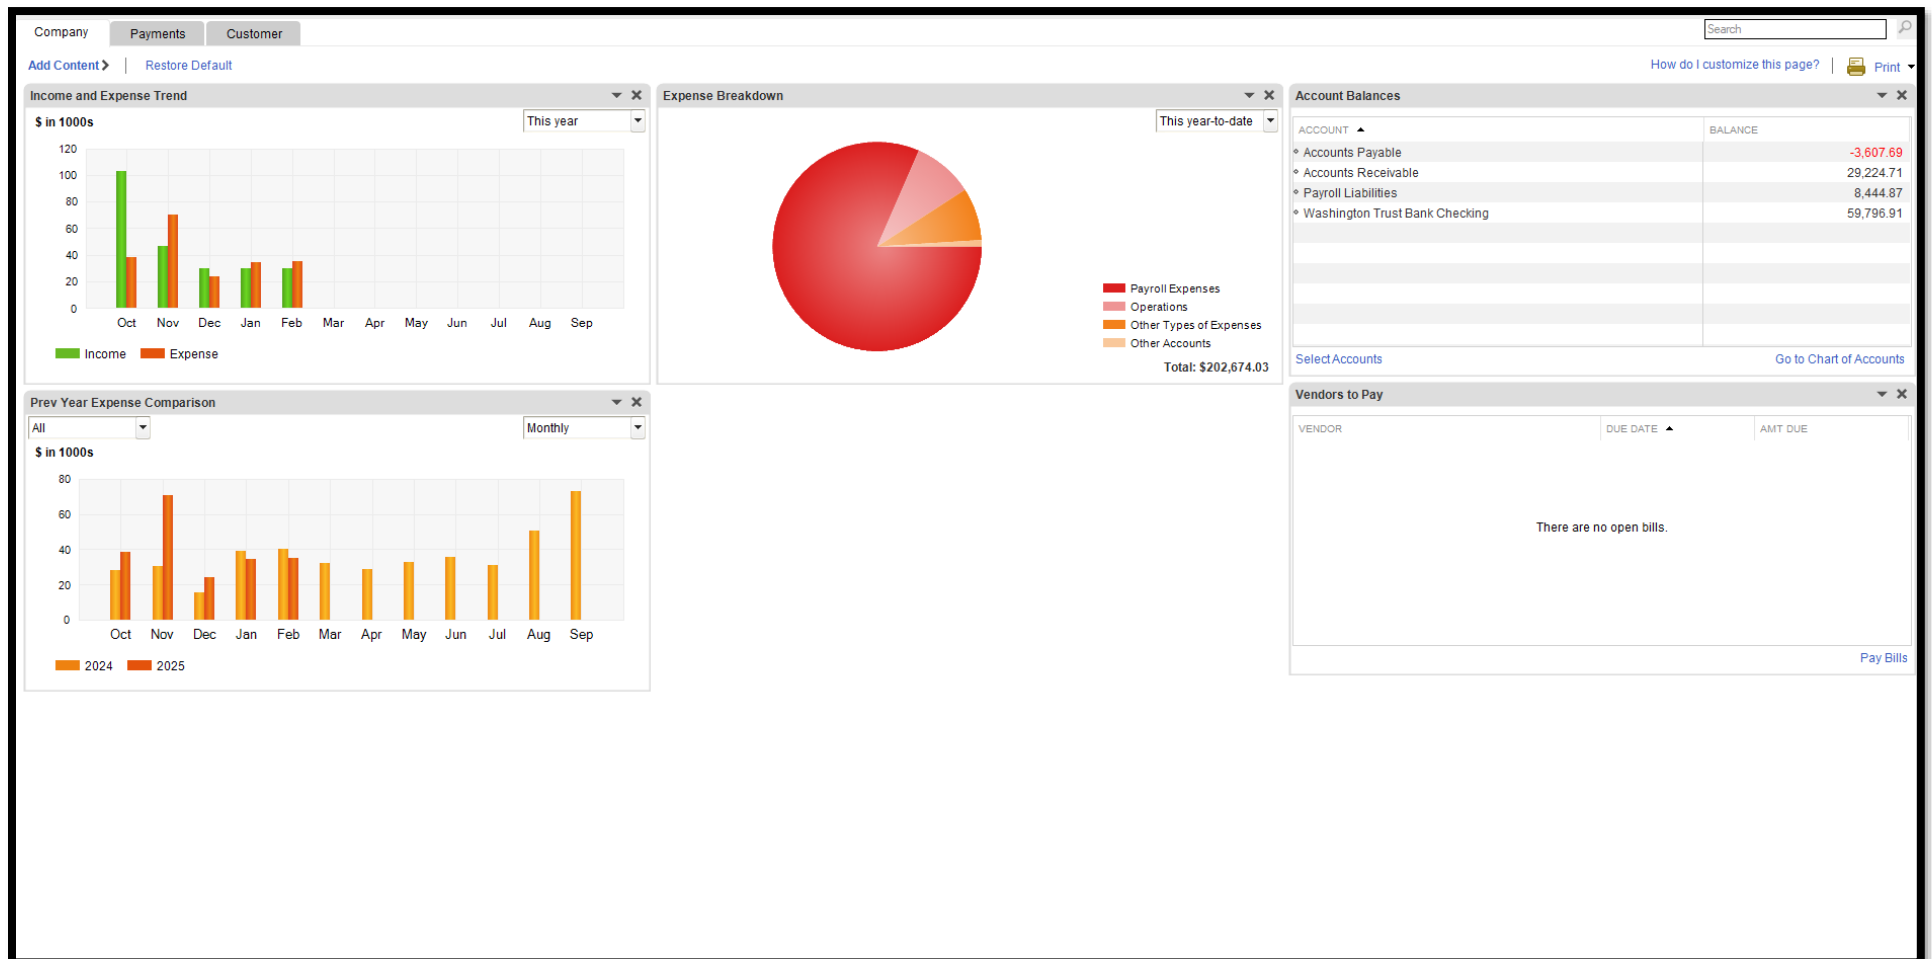 Company Payments Customer Search
Add Content Restore Default How do I customize this page? Print
Income and Expense Trend
$ in 1000s This year
120
100
80
60
40
20
0
Oct Nov Dec Jan Feb Mar Apr May Jun Jul Aug Sep
Income Expense
Expense Breakdown
This year-to-date
Payroll Expenses
Operations
Other Types of Expenses
Other Accounts
Total: $202,674.03
Account Balances
ACCOUNT BALANCE
Accounts Payable -3,607.69
Accounts Receivable 29,224.71
Payroll Liabilities 8,444.87
Washington Trust Bank Checking 59,796.91
Select Accounts Go to Chart of Accounts
Prev Year Expense Comparison
All Monthly
$ in 1000s
80
60
40
20
0
Oct Nov Dec Jan Feb Mar Apr May Jun Jul Aug Sep
2024 2025
Vendors to Pay
VENDOR DUE DATE AMT DUE
There are no open bills.
Pay Bills